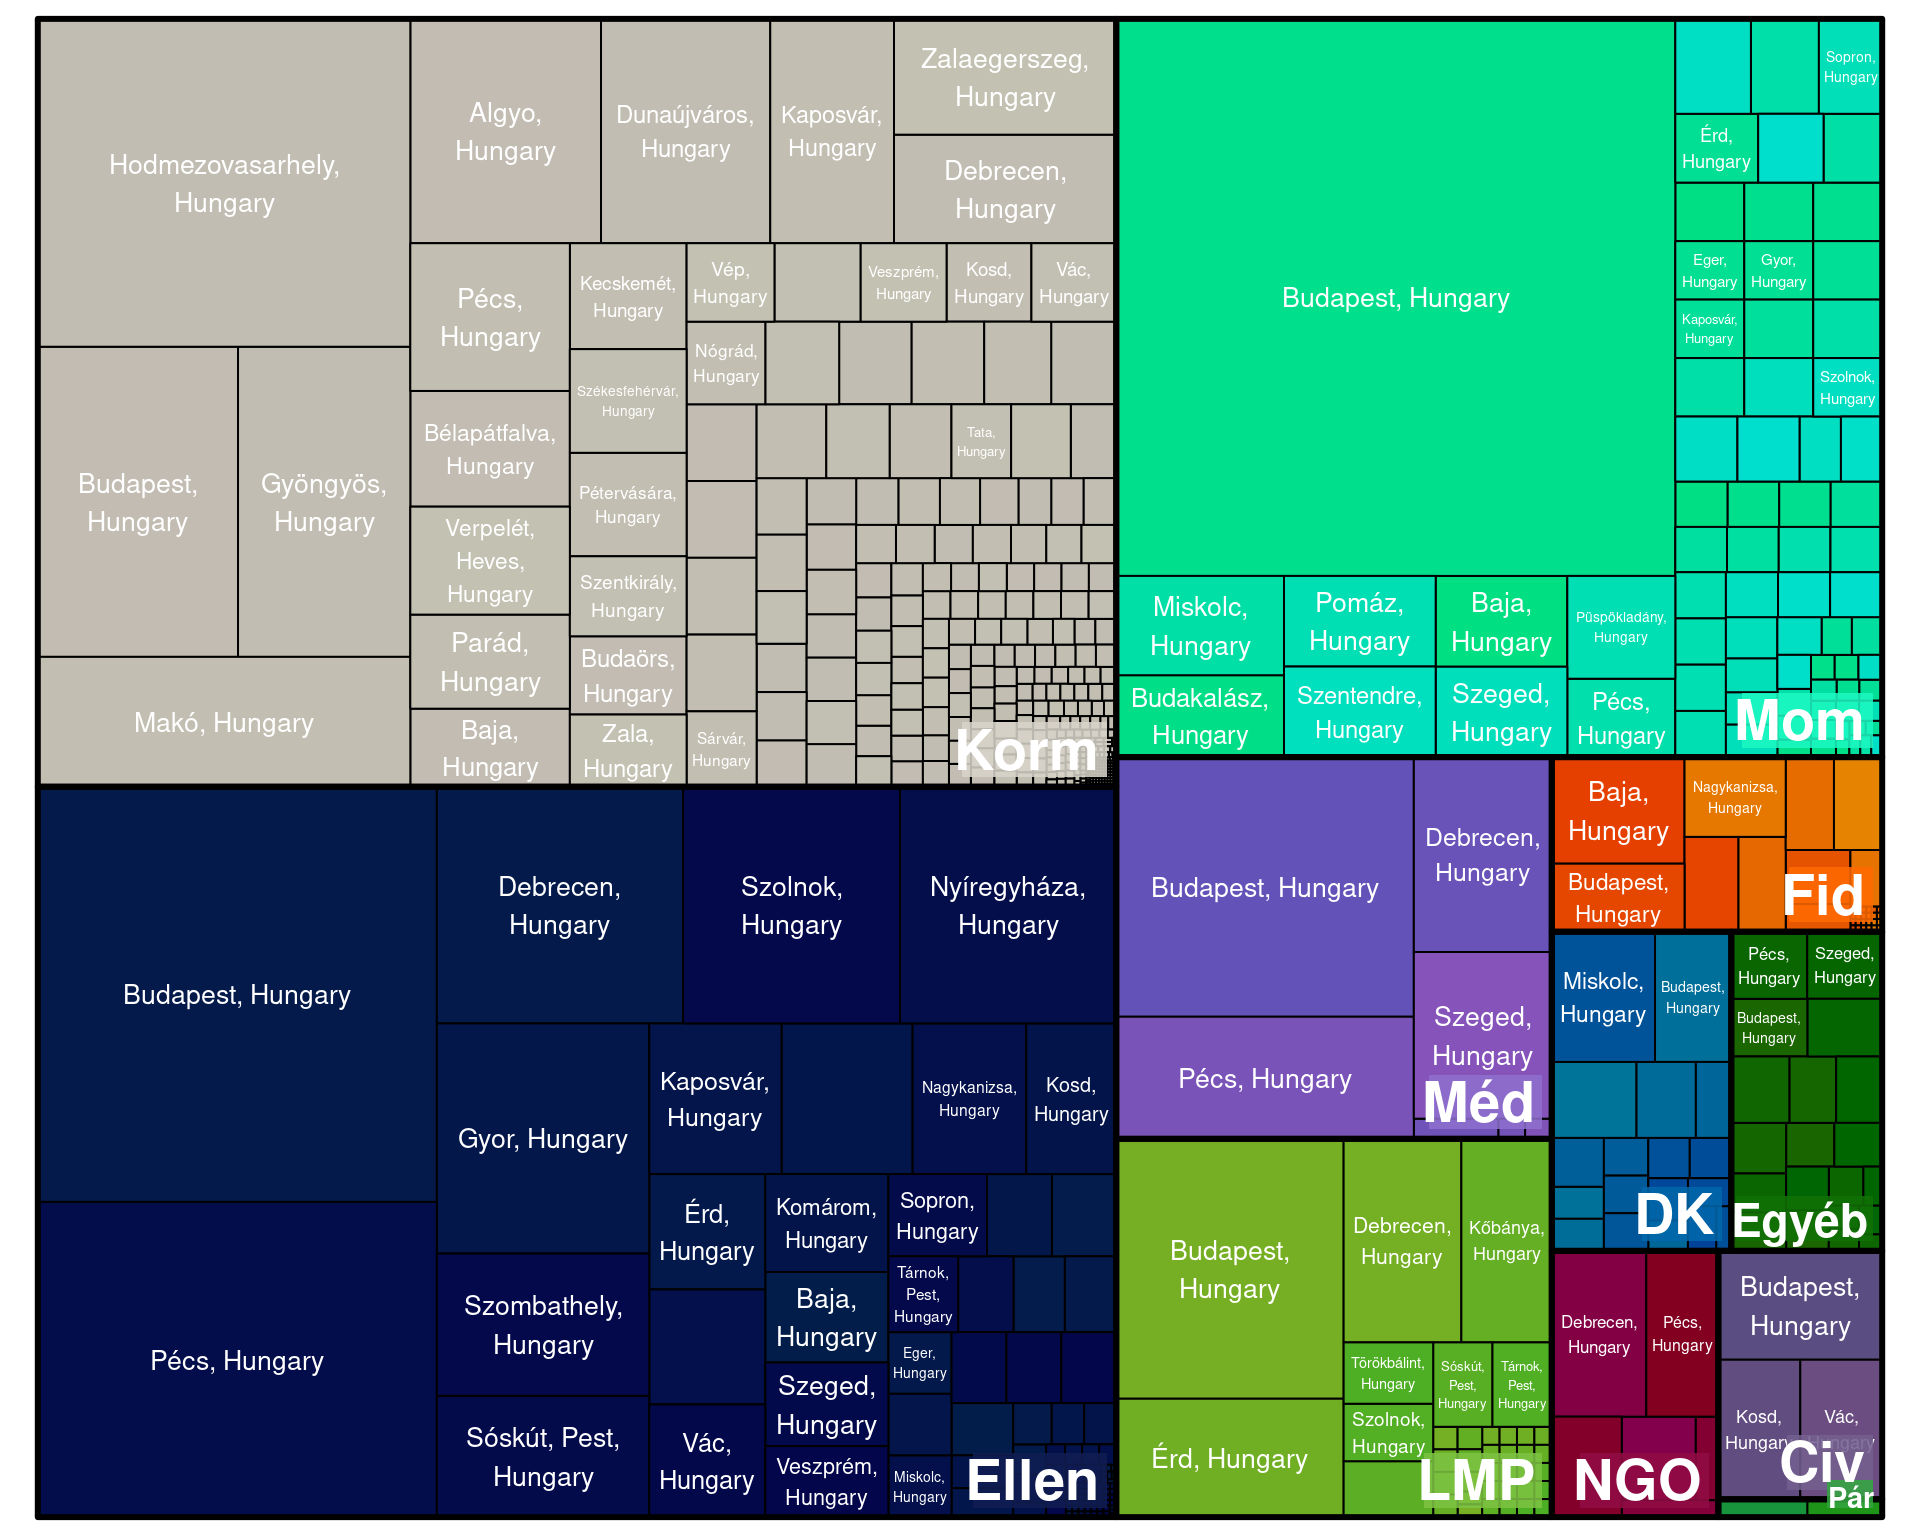 Hodmezovasarhely,
Hungary
Algyo,
Hungary
Dunaújváros,
Hungary
Kaposvár,
Hungary
Zalaegerszeg,
Hungary
Debrecen,
Hungary
Budapest,
Hungary
Gyöngyös,
Hungary
Makó, Hungary
Pécs,
Hungary
Bélapátfalva,
Hungary
Verpelét,
Heves,
Hungary
Parád,
Hungary
Baja,
Hungary
Kecskemét,
Hungary
Székesfehérvár,
Hungary
Pétervására,
Hungary
Szentkirály,
Hungary
Budaörs,
Hungary
Zala,
Hungary
Vép,
Hungary
Veszprém,
Hungary
Kosd,
Hungary
Vác,
Hungary
Nógrád,
Hungary
Tata,
Hungary
Sárvár,
Hungary
Korm
Budapest, Hungary
Miskolc,
Hungary
Budakalász,
Hungary
Pomáz,
Hungary
Szentendre,
Hungary
Baja,
Hungary
Szeged,
Hungary
Püspökladány,
Hungary
Pécs,
Hungary
Sopron,
Hungary
Érd,
Hungary
Eger,
Hungary
Gyor,
Hungary
Kaposvár,
Hungary
Szolnok,
Hungary
Mom
Budapest, Hungary
Pécs, Hungary
Debrecen,
Hungary
Szolnok,
Hungary
Nyíregyháza,
Hungary
Gyor, Hungary
Szombathely,
Hungary
Sóskút, Pest,
Hungary
Kaposvár,
Hungary
Nagykanizsa,
Hungary
Kosd,
Hungary
Érd,
Hungary
Vác,
Hungary
Komárom,
Hungary
Baja,
Hungary
Szeged,
Hungary
Veszprém,
Hungary
Sopron,
Hungary
Tárnok,
Pest,
Hungary
Eger,
Hungary
Miskolc,
Hungary
Ellen
Budapest, Hungary
Pécs, Hungary
Debrecen,
Hungary
Szeged,
Hungary
Méd
Budapest,
Hungary
Érd, Hungary
Debrecen,
Hungary
Kőbánya,
Hungary
Törökbálint,
Hungary
Szolnok,
Hungary
Sóskút,
Pest,
Hungary
Tárnok,
Pest,
Hungary
LMP
Baja,
Hungary
Budapest,
Hungary
Nagykanizsa,
Hungary
Fid
Miskolc,
Hungary
Budapest,
Hungary
DK
Pécs,
Hungary
Szeged,
Hungary
Budapest,
Hungary
Egyéb
Debrecen,
Hungary
Pécs,
Hungary
NGO
Budapest,
Hungary
Kosd,
Hungary
Vác,
Hungary
Civ
Pár